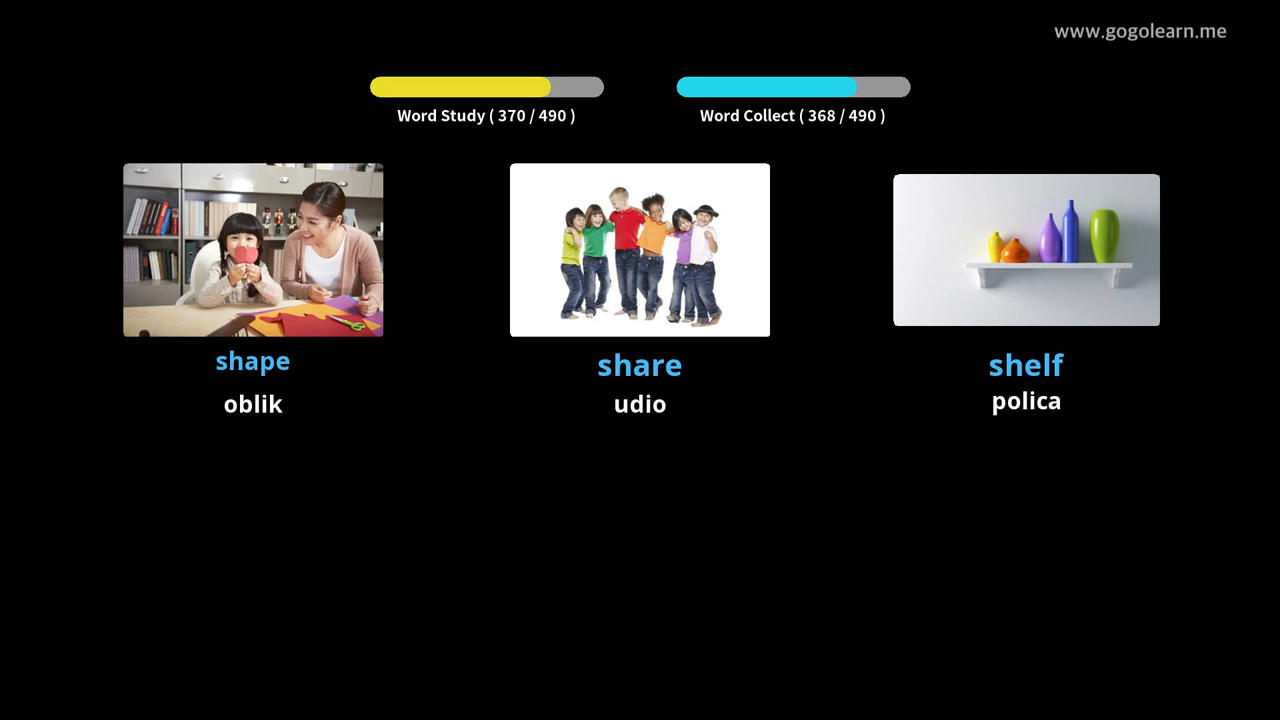 www.gogolearn.me
Word Study ( 370 / 490 )
Word Collect ( 368 / 490 )
shape
oblik
share
udio
shelf
polica